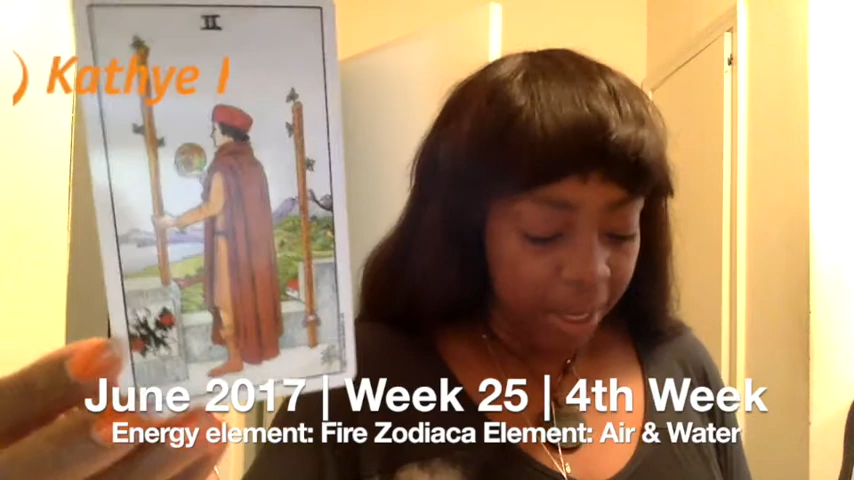 II
) Kathye I
June 2017 | Week 25 | 4th Week
Energy element: Fire Zodiaca Element: Air & Water